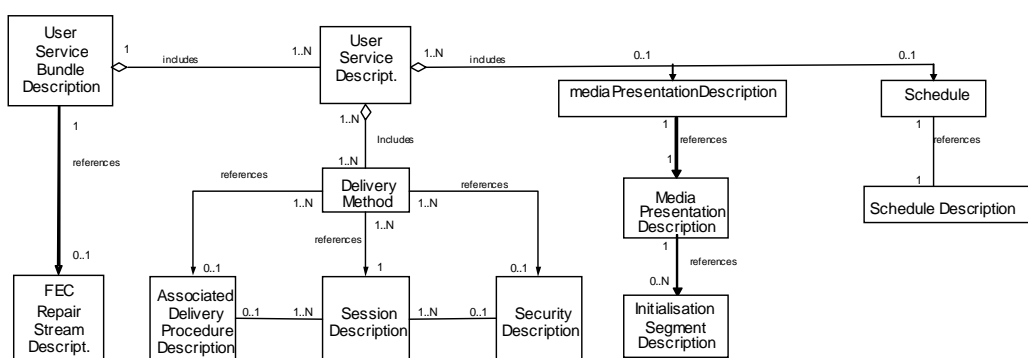 User
Service
Bundle
Description
1
includes
1..N
User
Service
Descript.
1..N
includes
0..1
0..1
mediaPresentationDescription
Schedule
1
references
0..1
FEC
Repair
Stream
Descript.
1..N
Includes
1..N
Delivery
Method
references
1..N
references
1..N
1..N
references
0..1
1
0..1
Associated
Delivery
Procedure
Description
0..1
1..N
Session
Description
1..N
0..1
Security
Description
1
references
1
Media
Presentation
Description
1
references
0..N
Initialisation
Segment
Description
1
references
1
Schedule Description